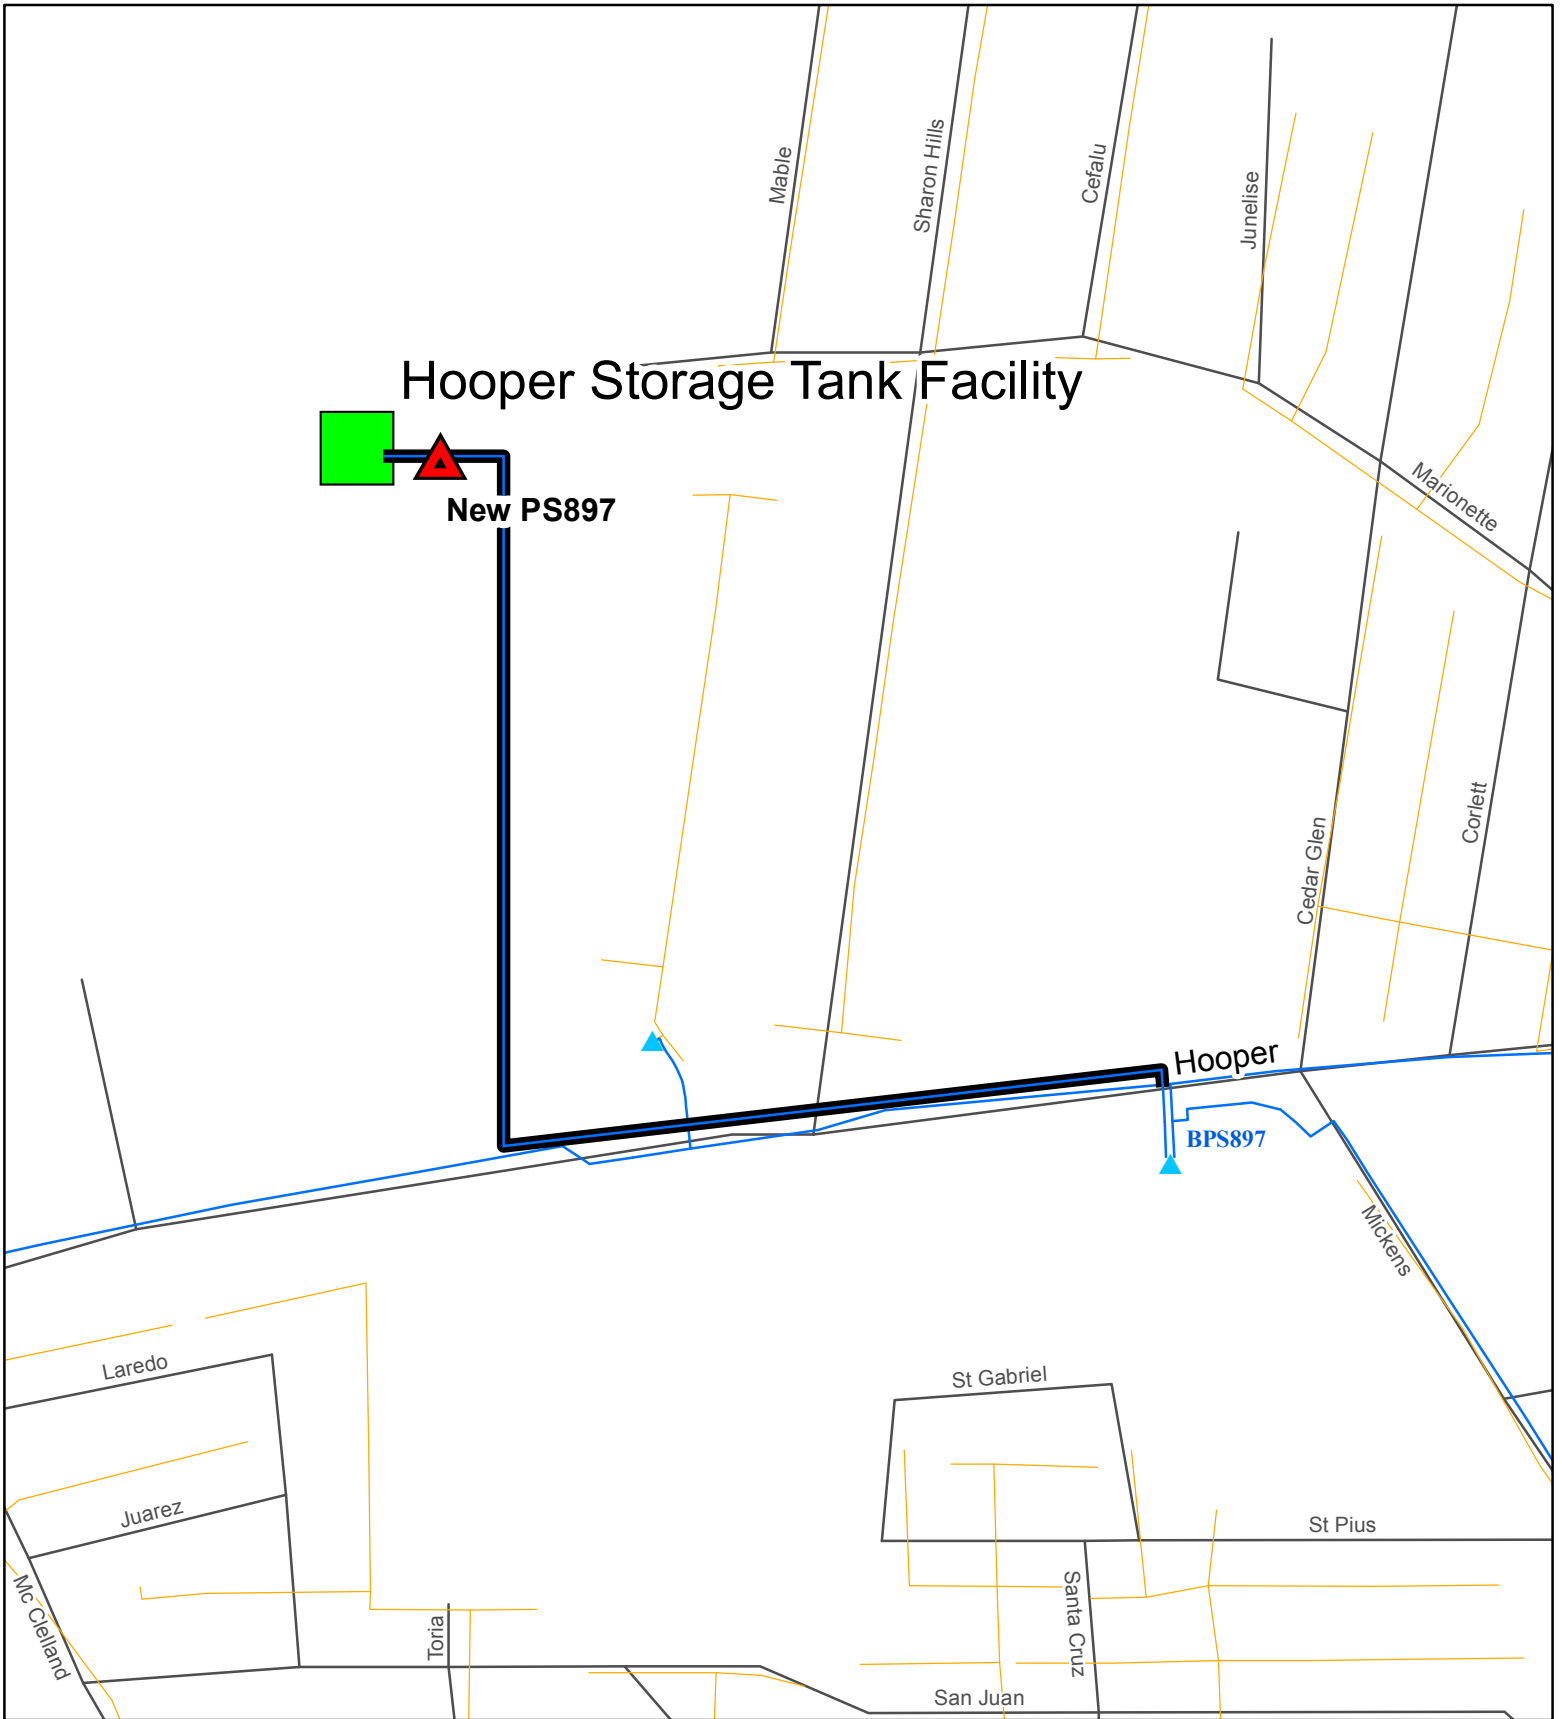 Mable
Sharon Hills
Cefalu
Junelise
Hooper Storage Tank Facility
New PS897
Marionette
Cedar Glen
Corlett
Hooper
BPS897
Mickens
Laredo
St Gabriel
Juarez
St Pius
Mc Clelland
Toria
Santa Cruz
San Juan